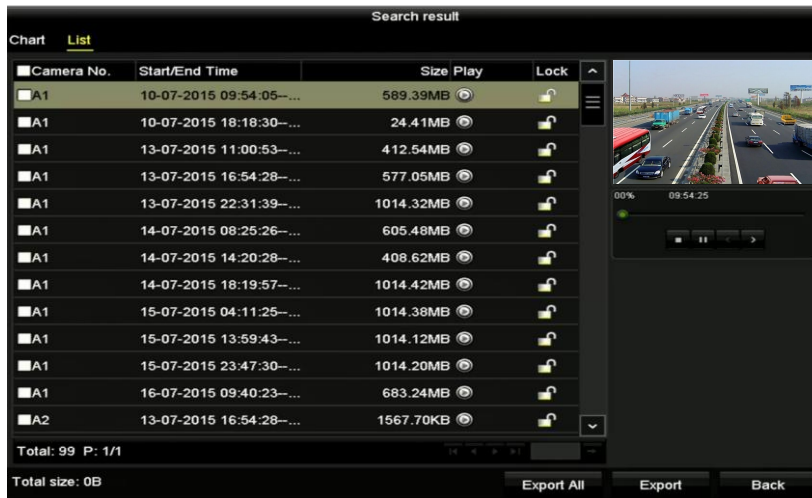 Search result
Chart List
Camera No. Start/End Time Size Play Lock
A1 10-07-2015 09:54:05--... 589.39MB
A1 10-07-2015 18:18:30--... 24.41MB
A1 13-07-2015 11:00:53--... 412.54MB
A1 13-07-2015 16:54:28--... 577.05MB
A1 13-07-2015 22:31:39--... 1014.32MB
A1 14-07-2015 08:25:26--... 605.48MB
A1 14-07-2015 14:20:28--... 408.62MB
A1 14-07-2015 18:19:57--... 1014.42MB
A1 15-07-2015 04:11:25--... 1014.38MB
A1 15-07-2015 13:59:43--... 1014.12MB
A1 15-07-2015 23:47:30--... 1014.20MB
A1 16-07-2015 09:40:23--... 683.24MB
A2 13-07-2015 16:54:28--... 1567.70KB
00% 09:54:25
Total: 99 P: 1/1
Total size: 0B
Export All Export Back